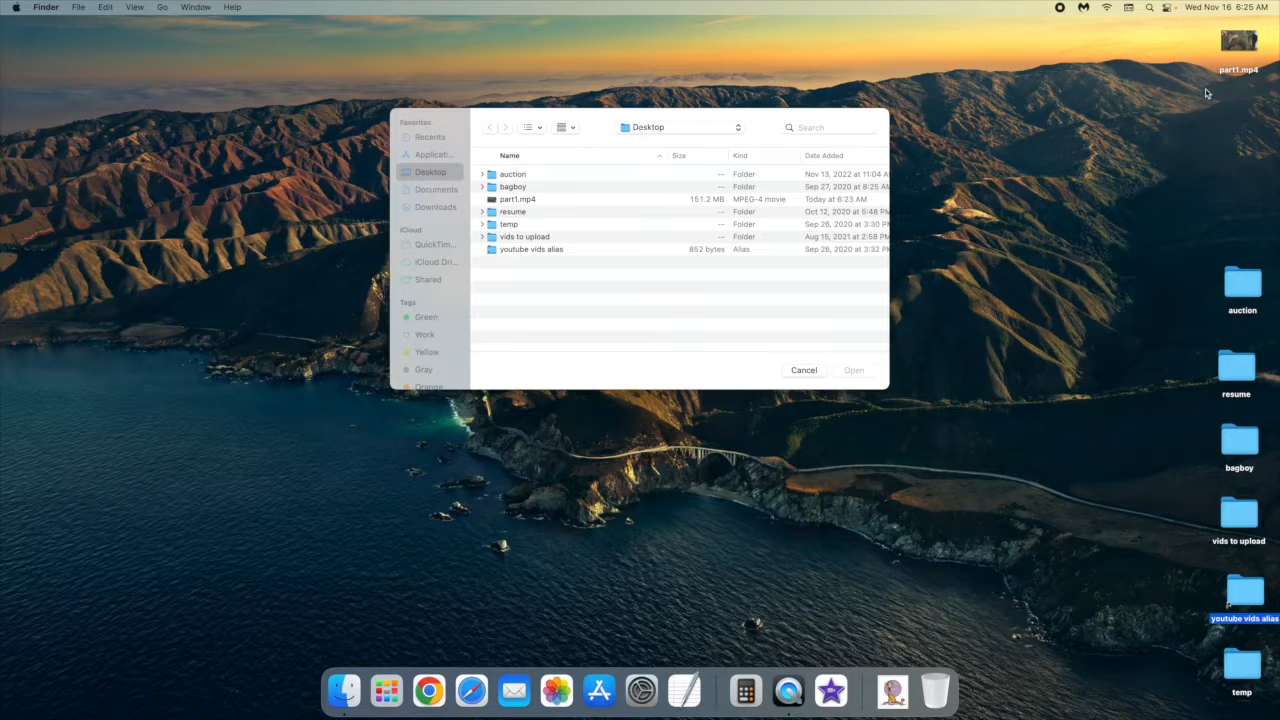 Finder File Edit View Go Window Help
Wed Nov 16 6:25 AM
part1.mp4
Favorites
Recents
Applicati...
Desktop
Documents
Downloads
iCloud
QuickTim...
iCloud Dri...
Shared
Tags
Green
Work
Yellow
Gray
Orange
Desktop
Search
Name Size Kind Date Added
auction -- Folder Nov 13, 2022 at 11:04 A
bagboy -- Folder Sep 27, 2020 at 8:25 A
part1.mp4 151.2 MB MPEG-4 movie Today at 6:23 AM
resume -- Folder Oct 12, 2020 at 5:48 P
temp -- Folder Sep 26, 2020 at 3:30 P
vids to upload -- Folder Aug 15, 2021 at 2:58 P
youtube vids alias 852 bytes Alias Sep 26, 2020 at 3:32 P
Cancel Open
auction
resume
bagboy
vids to upload
youtube vids alias
temp